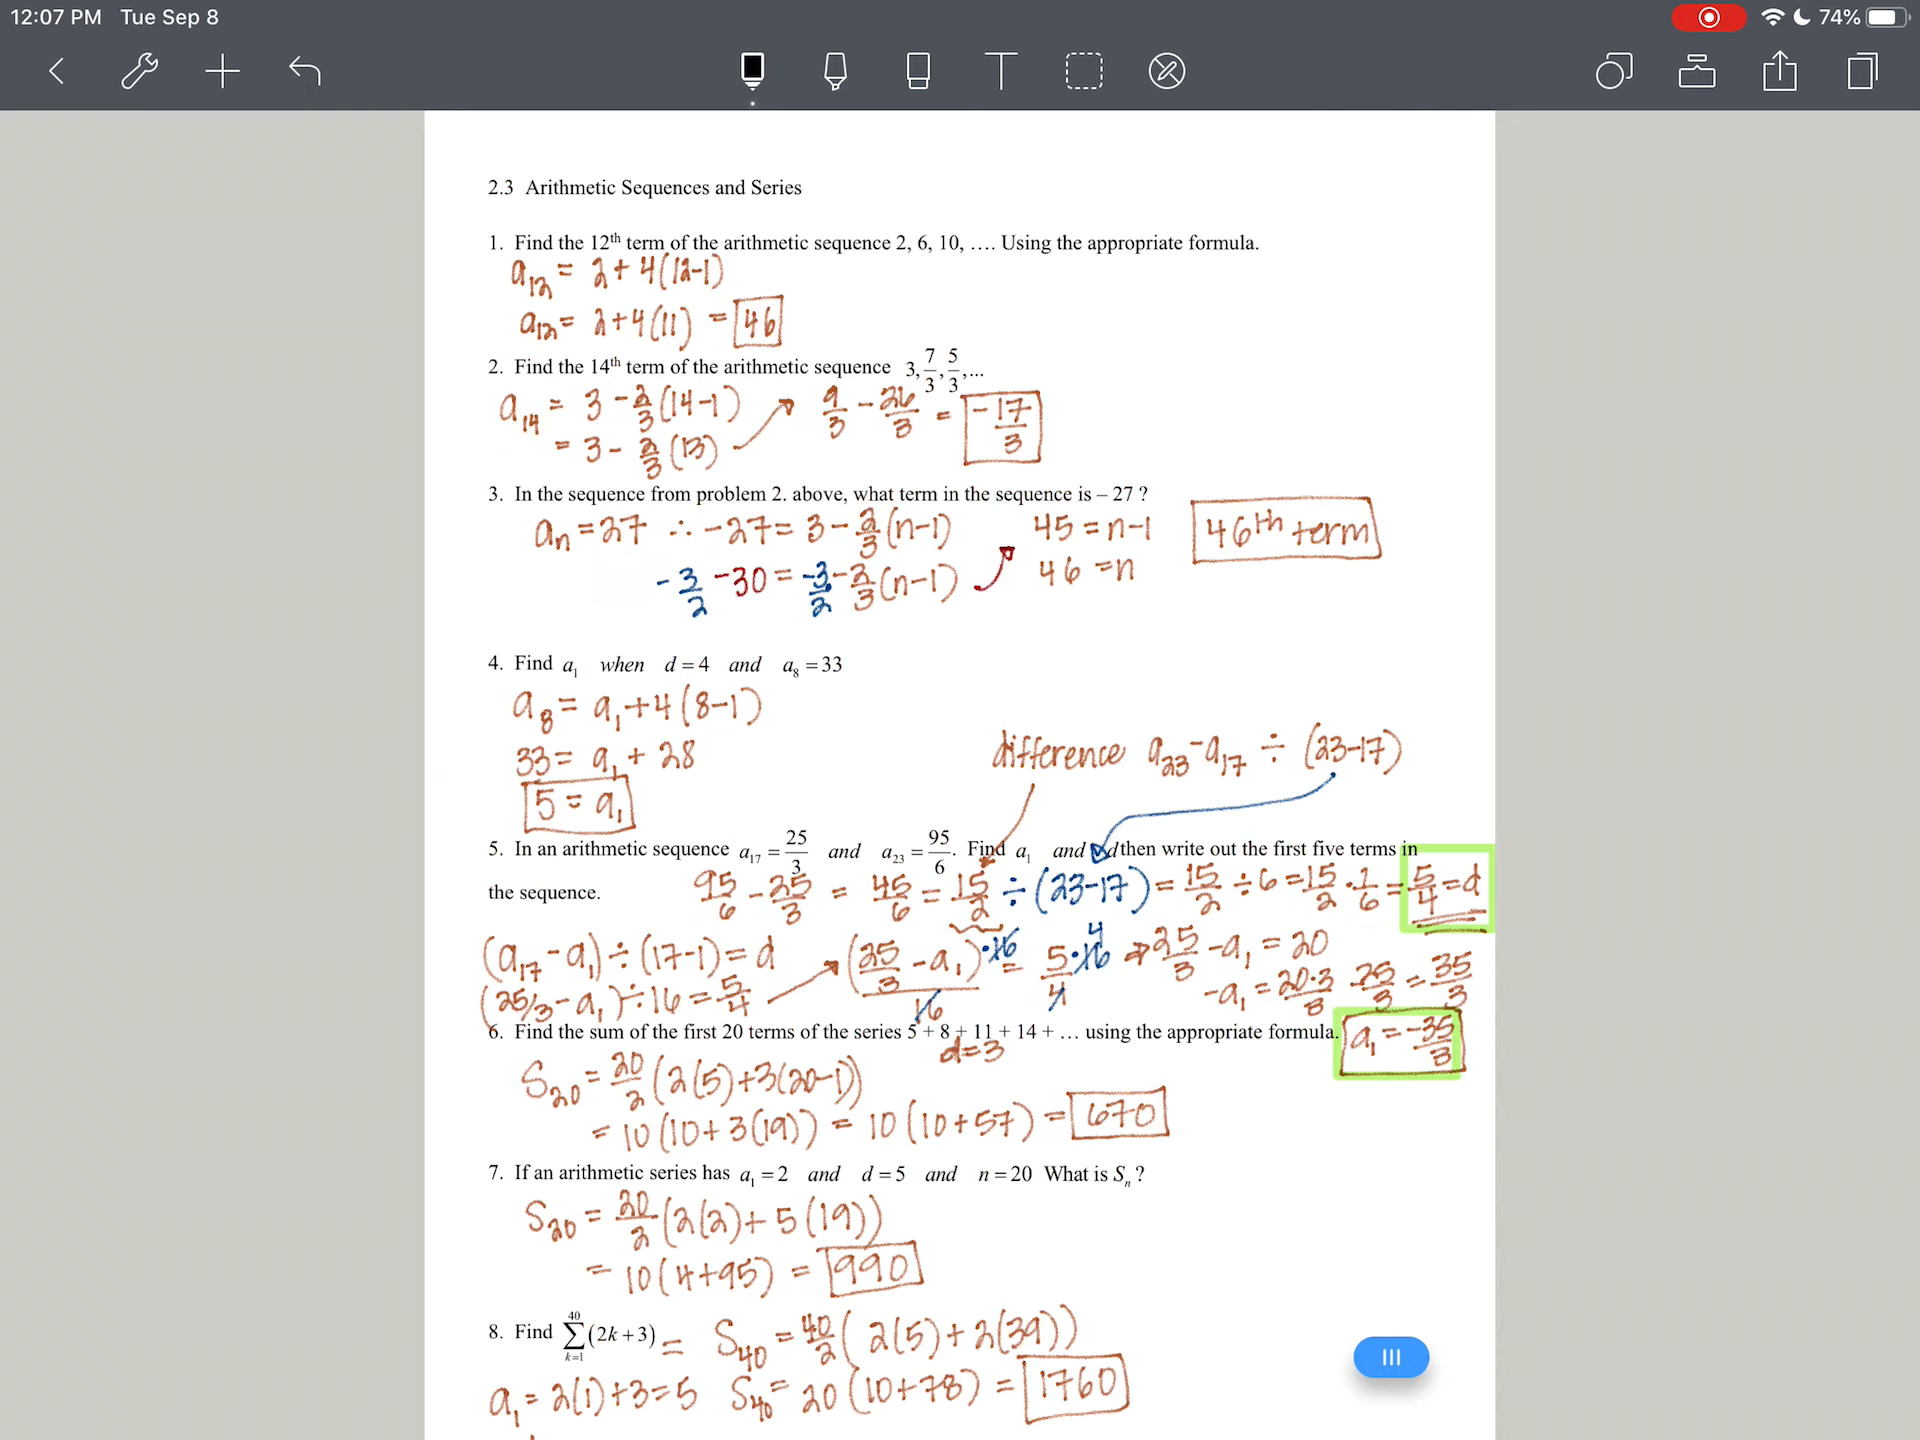 12:07 PM Tue Sep 8
74%
2.3 Arithmetic Sequences and Series
1. Find the 12th term of the arithmetic sequence 2, 6, 10, …. Using the appropriate formula.
a₁₂ = 2 + 4(12-1)
a₁₂ = 2+4(11) = 46
2. Find the 14th term of the arithmetic sequence 3, 7/3, 5/3, ...
a₁₄ = 3 - 2/3 (14-1) 9/3 - 26/3 = -17/3
= 3 - 2/3 (13)
3. In the sequence from problem 2. above, what term in the sequence is – 27 ?
aₙ = 27 ∴ -27 = 3 - 2/3 (n-1) 45 = n-1 46th term
-3/2 · -30 = -3/2 · -2/3 (n-1) 46 = n
4. Find a₁ when d = 4 and a₈ = 33
a₈ = a₁ + 4(8-1)
33 = a₁ + 28
difference a₂₃ - a₁₇ ÷ (23-17)
5 = a₁
5. In an arithmetic sequence a₁₇ = 25/3 and a₂₃ = 95/6. Find a₁ and d then write out the first five terms in
the sequence. 95/6 - 25/3 = 45/6 = 15/2 ÷ (23-17) = 15/2 ÷ 6 = 15/2 · 1/6 = 5/4 = d
(a₁₇ - a₁) ÷ (17-1) = d (25/3 - a₁) · 16 / 16 = 5/4 · 16 4 → 25/3 - a₁ = 20
(25/3 - a₁) ÷ 16 = 5/4 -a₁ = 20·3/3 - 25/3 = 35/3
6. Find the sum of the first 20 terms of the series 5 + 8 + 11 + 14 + … using the appropriate formula. a₁ = -35/3
d=3
S₂₀ = 20/2 (2(5)+3(20-1))
= 10 (10 + 3(19)) = 10 (10+57) = 670
7. If an arithmetic series has a₁ = 2 and d = 5 and n = 20 What is Sₙ ?
S₂₀ = 20/2 (2(2) + 5(19))
= 10 (4+95) = 990
8. Find ∑ k=1 40 (2k+3) = S₄₀ = 40/2 ( 2(5) + 2(39))
a₁ = 2(1)+3 = 5 S₄₀ = 20 (10+78) = 1760